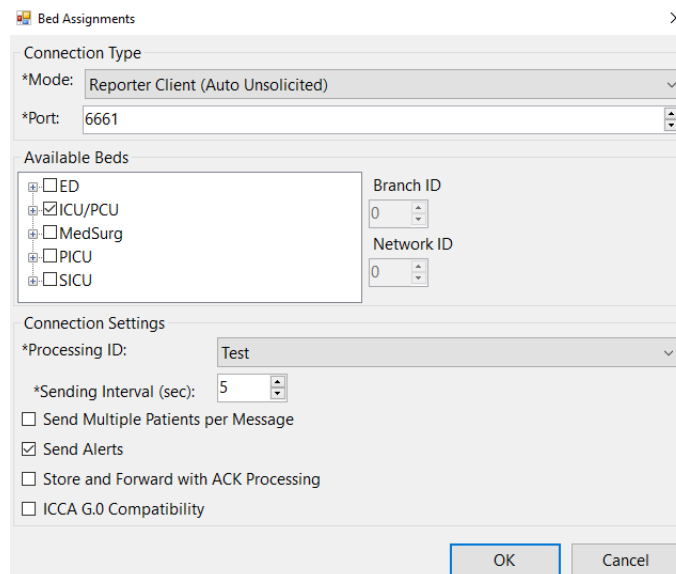 Bed Assignments
Connection Type
*Mode: Reporter Client (Auto Unsolicited)
*Port: 6661
Available Beds
ED
ICU/PCU
MedSurg
PICU
SICU
Branch ID
0
Network ID
0
Connection Settings
*Processing ID: Test
*Sending Interval (sec): 5
Send Multiple Patients per Message
Send Alerts
Store and Forward with ACK Processing
ICCA G.0 Compatibility
OK Cancel